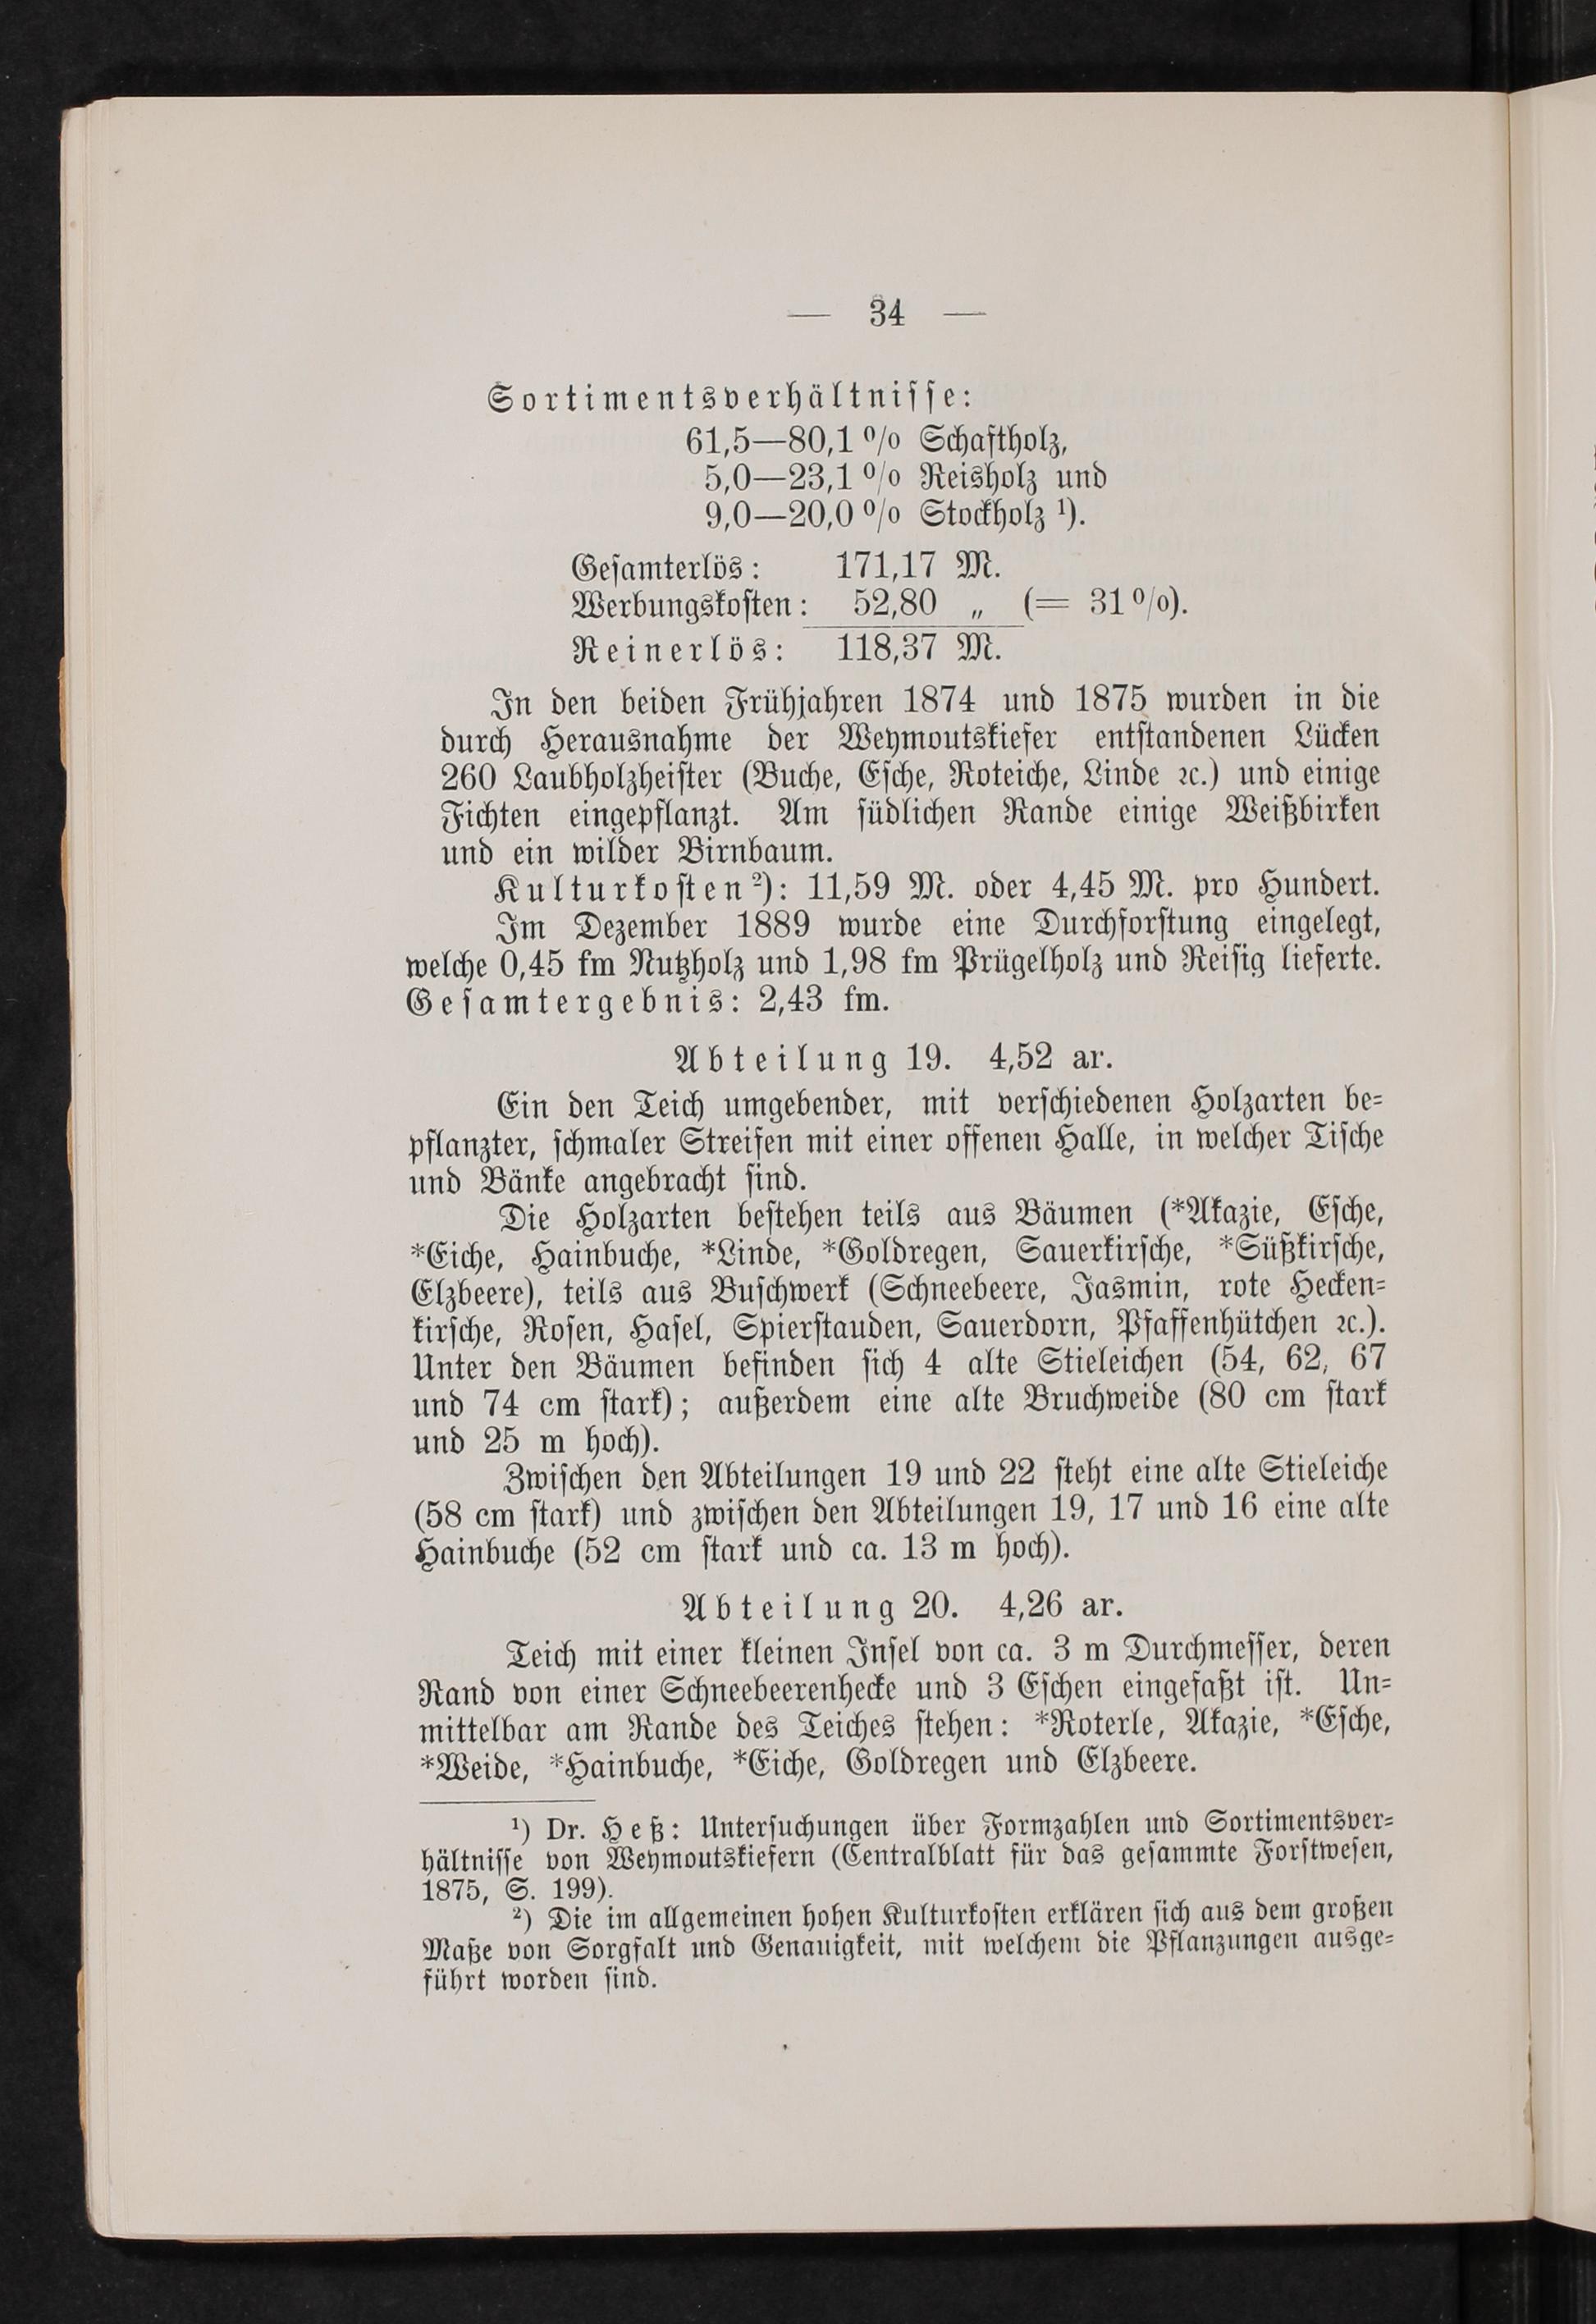 — 34 —
Sortimentsverhältnisse:
61,5—80,1 % Schaftholz,
5,0—23,1 % Reisholz und
9,0—20,0 % Stockholz ¹).
Gesamterlös: 171,17 M.
Werbungskosten: 52,80 „ (= 31 %).
Reinerlös: 118,37 M.
In den beiden Frühjahren 1874 und 1875 wurden in die
durch Herausnahme der Weymoutskiefer entstandenen Lücken
260 Laubholzheister (Buche, Esche, Roteiche, Linde ꝛc.) und einige
Fichten eingepflanzt. Am südlichen Rande einige Weißbirken
und ein wilder Birnbaum.
Kulturkosten ²): 11,59 M. oder 4,45 M. pro Hundert.
Im Dezember 1889 wurde eine Durchforstung eingelegt,
welche 0,45 fm Nutzholz und 1,98 fm Prügelholz und Reisig lieferte.
Gesamtergebnis: 2,43 fm.
Abteilung 19. 4,52 ar.
Ein den Teich umgebender, mit verschiedenen Holzarten be-
pflanzter, schmaler Streifen mit einer offenen Halle, in welcher Tische
und Bänke angebracht sind.
Die Holzarten bestehen teils aus Bäumen (*Akazie, Esche,
*Eiche, Hainbuche, *Linde, *Goldregen, Sauerkirsche, *Süßkirsche,
Elzbeere), teils aus Buschwerk (Schneebeere, Jasmin, rote Hecken-
kirsche, Rosen, Hasel, Spierstauden, Sauerdorn, Pfaffenhütchen ꝛc.).
Unter den Bäumen befinden sich 4 alte Stieleichen (54, 62, 67
und 74 cm stark); außerdem eine alte Bruchweide (80 cm stark
und 25 m hoch).
Zwischen den Abteilungen 19 und 22 steht eine alte Stieleiche
(58 cm stark) und zwischen den Abteilungen 19, 17 und 16 eine alte
Hainbuche (52 cm stark und ca. 13 m hoch).
Abteilung 20. 4,26 ar.
Teich mit einer kleinen Insel von ca. 3 m Durchmesser, deren
Rand von einer Schneebeerenhecke und 3 Eschen eingefaßt ist. Un-
mittelbar am Rande des Teiches stehen: *Roterle, Akazie, *Esche,
*Weide, *Hainbuche, *Eiche, Goldregen und Elzbeere.
¹) Dr. Heß: Untersuchungen über Formzahlen und Sortimentsver-
hältnisse von Weymoutskiefern (Centralblatt für das gesammte Forstwesen,
1875, S. 199).
²) Die im allgemeinen hohen Kulturkosten erklären sich aus dem großen
Maße von Sorgfalt und Genauigkeit, mit welchem die Pflanzungen ausge-
führt worden sind.